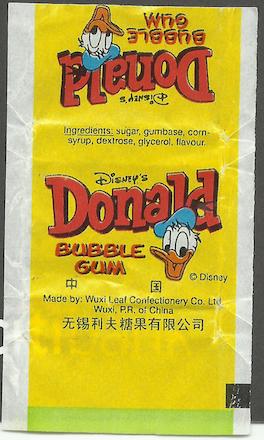 BUBBLE
GUM
Donald
Disney's
Ingredients: sugar, gumbase, corn-
syrup, dextrose, glycerol, flavour.
Disney's
Donald
BUBBLE
GUM
© Disney
中 国
Made by: Wuxi Leaf Confectionery Co. Ltd
Wuxi, P.R. of China
无锡利夫糖果有限公司